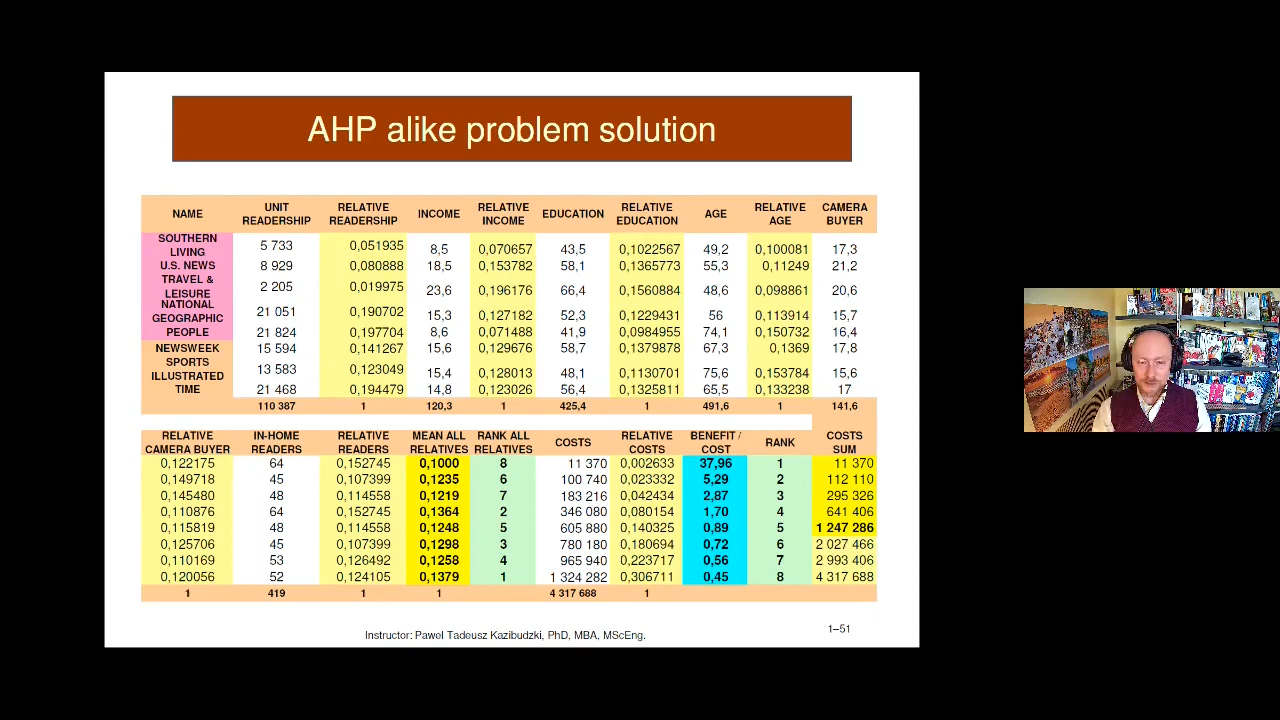 AHP alike problem solution
NAME UNIT READERSHIP RELATIVE READERSHIP INCOME RELATIVE INCOME EDUCATION RELATIVE EDUCATION AGE RELATIVE AGE CAMERA BUYER
SOUTHERN LIVING 5 733 0,051935 8,5 0,070657 43,5 0,1022567 49,2 0,100081 17,3
U.S. NEWS 8 929 0,080888 18,5 0,153782 58,1 0,1365773 55,3 0,11249 21,2
TRAVEL & LEISURE 2 205 0,019975 23,6 0,196176 66,4 0,1560884 48,6 0,098861 20,6
NATIONAL GEOGRAPHIC 21 051 0,190702 15,3 0,127182 52,3 0,1229431 56 0,113914 15,7
PEOPLE 21 824 0,197704 8,6 0,071488 41,9 0,0984955 74,1 0,150732 16,4
NEWSWEEK 15 594 0,141267 15,6 0,129676 58,7 0,1379878 67,3 0,1369 17,8
SPORTS ILLUSTRATED 13 583 0,123049 15,4 0,128013 48,1 0,1130701 75,6 0,153784 15,6
TIME 21 468 0,194479 14,8 0,123026 56,4 0,1325811 65,5 0,133238 17
110 387 1 120,3 1 425,4 1 491,6 1 141,6
RELATIVE CAMERA BUYER IN-HOME READERS RELATIVE READERS MEAN ALL RELATIVES RANK ALL RELATIVES COSTS RELATIVE COSTS BENEFIT / COST RANK COSTS SUM
0,122175 64 0,152745 0,1000 8 11 370 0,002633 37,96 1 11 370
0,149718 45 0,107399 0,1235 6 100 740 0,023332 5,29 2 112 110
0,145480 48 0,114558 0,1219 7 183 216 0,042434 2,87 3 295 326
0,110876 64 0,152745 0,1364 2 346 080 0,080154 1,70 4 641 406
0,115819 48 0,114558 0,1248 5 605 880 0,140325 0,89 5 1 247 286
0,125706 45 0,107399 0,1298 3 780 180 0,180694 0,72 6 2 027 466
0,110169 53 0,126492 0,1258 4 965 940 0,223717 0,56 7 2 993 406
0,120056 52 0,124105 0,1379 1 1 324 282 0,306711 0,45 8 4 317 688
1 419 1 1 4 317 688 1
Instructor: Paweł Tadeusz Kazibudzki, PhD, MBA, MScEng.
1–51